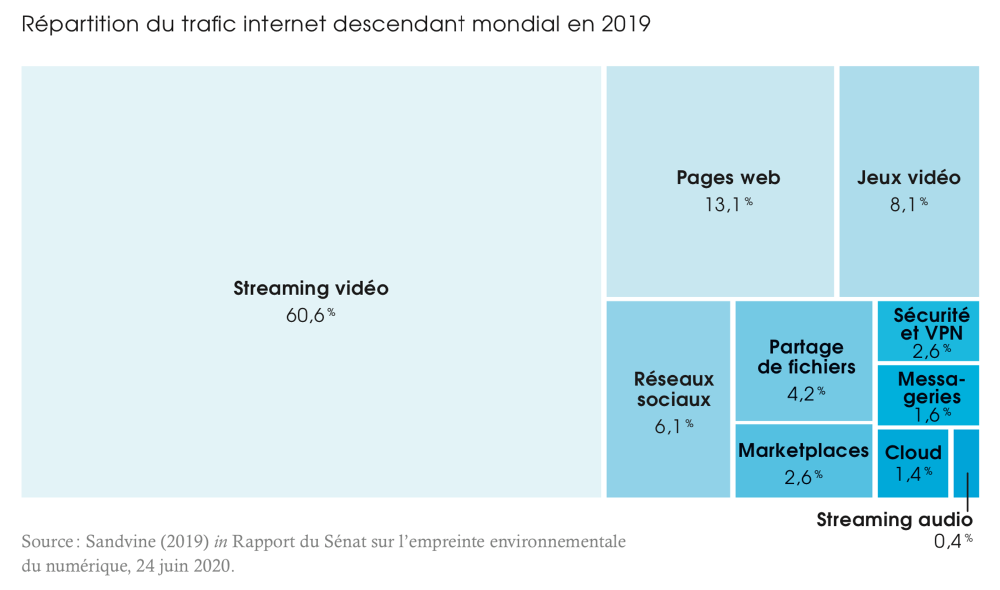 Répartition du trafic internet descendant mondial en 2019
Streaming vidéo
60,6 %
Pages web
13,1 %
Jeux vidéo
8,1 %
Réseaux
sociaux
6,1 %
Partage
de fichiers
4,2 %
Marketplaces
2,6 %
Sécurité
et VPN
2,6 %
Messa-
geries
1,6 %
Cloud
1,4 %
Streaming audio
0,4 %
Source : Sandvine (2019) in Rapport du Sénat sur l’empreinte environnementale
du numérique, 24 juin 2020.